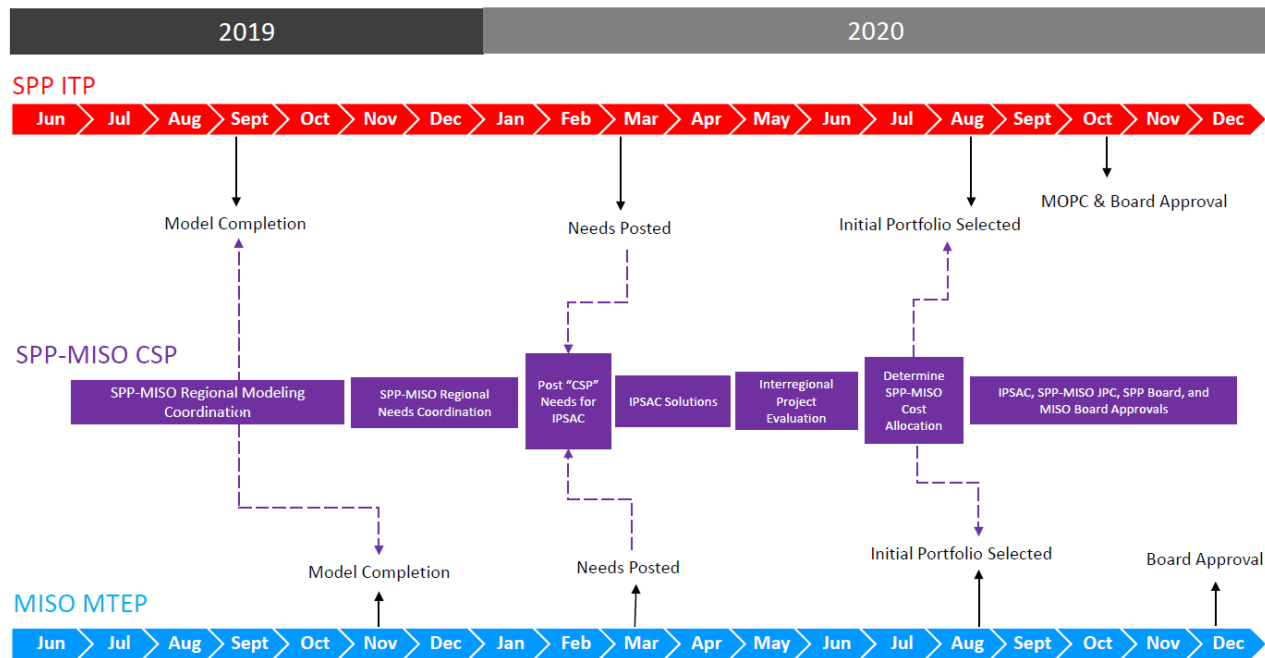 2019
2020
SPP ITP
Jun Jul Aug Sept Oct Nov Dec Jan Feb Mar Apr May Jun Jul Aug Sept Oct Nov Dec
Model Completion
Needs Posted
Initial Portfolio Selected
MOPC & Board Approval
SPP-MISO CSP
SPP-MISO Regional Modeling
Coordination
SPP-MISO Regional
Needs Coordination
Post “CSP”
Needs for
IPSAC
IPSAC Solutions
Interregional
Project
Evaluation
Determine
SPP-MISO
Cost
Allocation
IPSAC, SPP-MISO JPC, SPP Board, and
MISO Board Approvals
Model Completion
Needs Posted
Initial Portfolio Selected
Board Approval
MISO MTEP
Jun Jul Aug Sept Oct Nov Dec Jan Feb Mar Apr May Jun Jul Aug Sept Oct Nov Dec